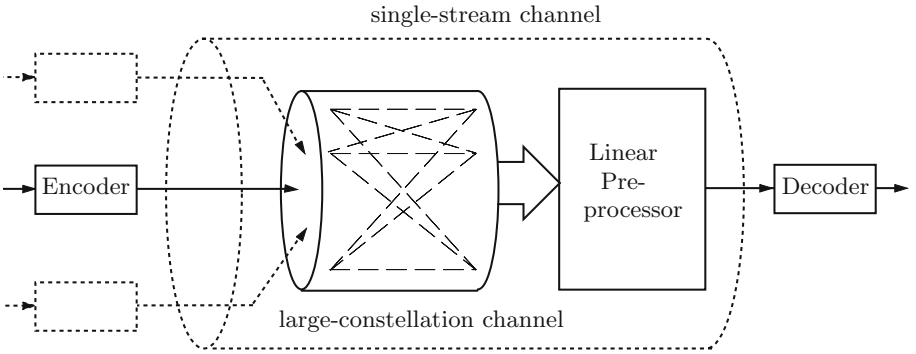 single-stream channel
Encoder
Linear
Pre-
processor
Decoder
large-constellation channel